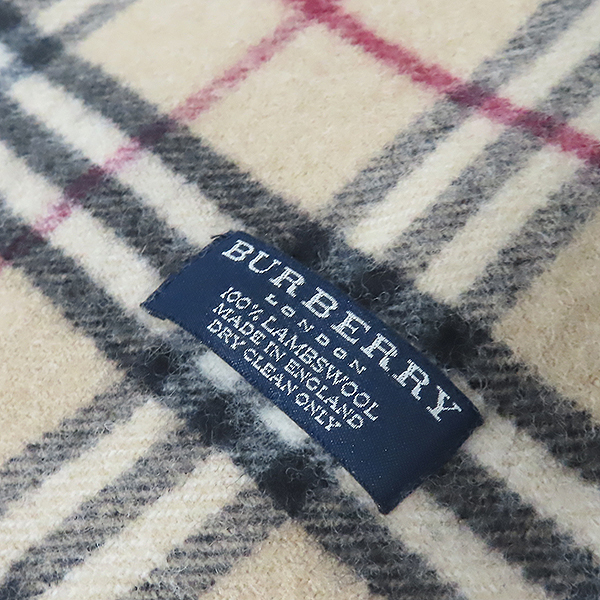 BURBERRY
LONDON
100% LAMBSWOOL
MADE IN ENGLAND
DRY CLEAN ONLY